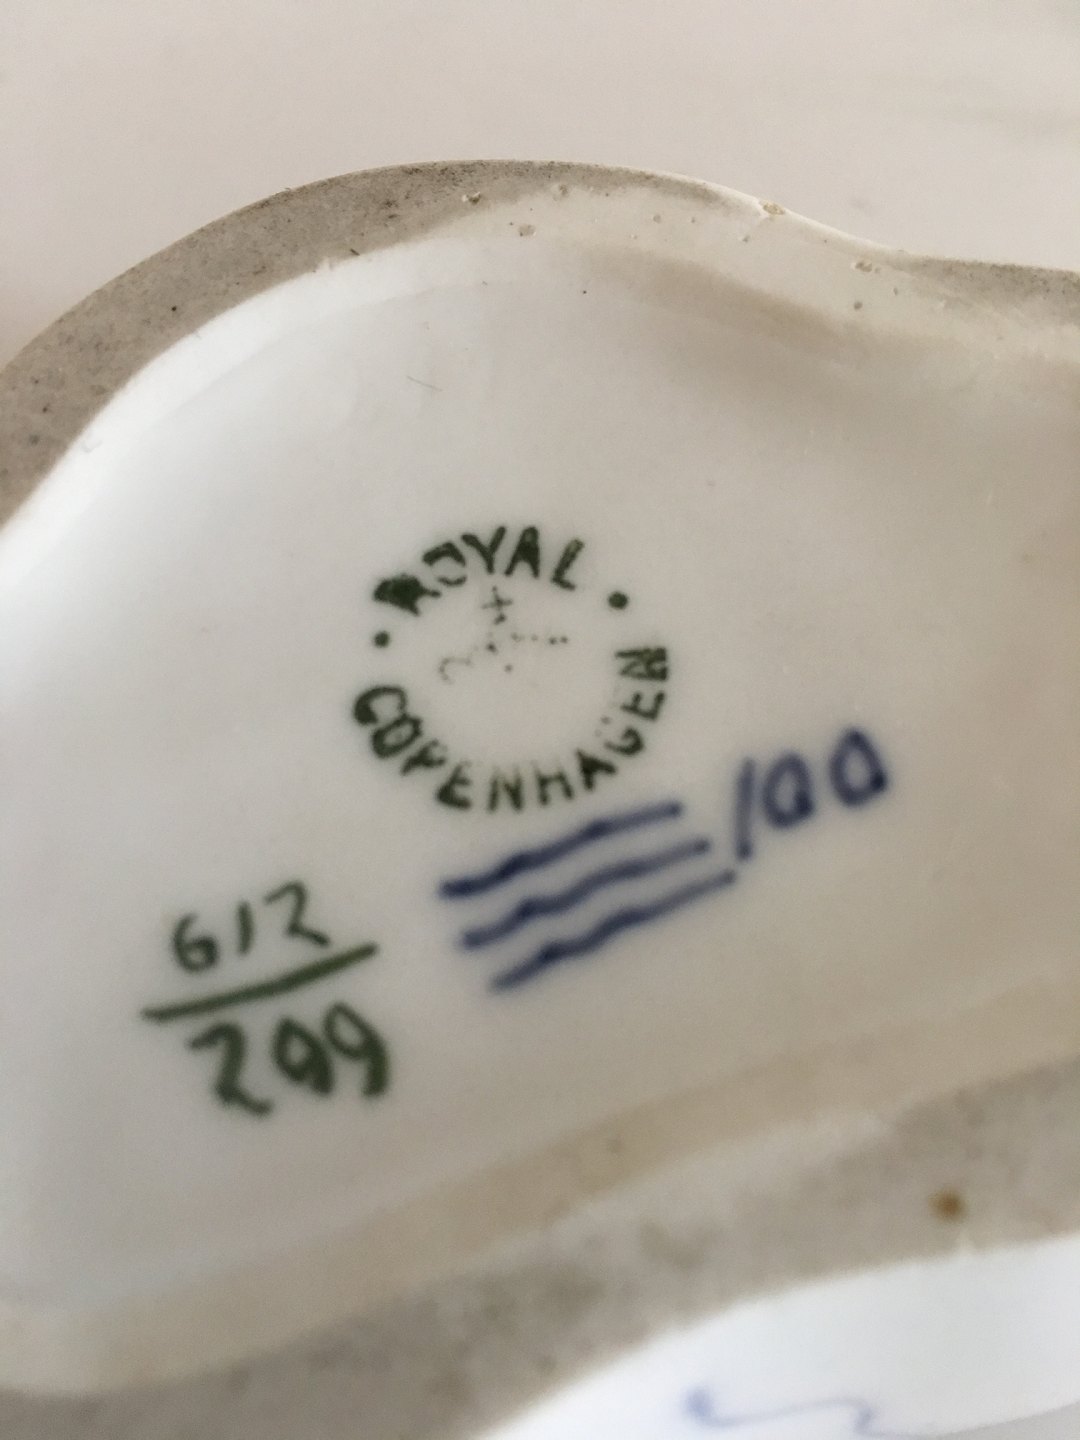 ROYAL
COPENHAGEN
/100
612
299